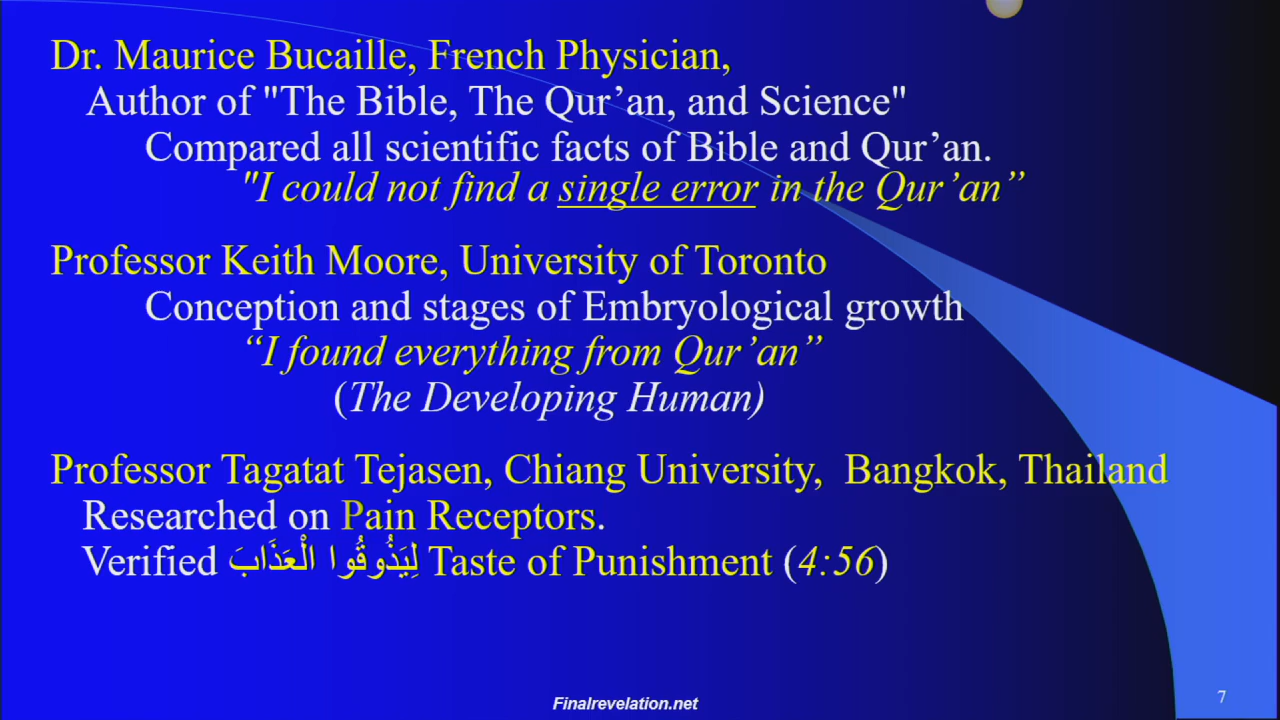 Dr. Maurice Bucaille, French Physician,
Author of "The Bible, The Qur’an, and Science"
Compared all scientific facts of Bible and Qur’an.
"I could not find a single error in the Qur’an”
Professor Keith Moore, University of Toronto
Conception and stages of Embryological growth
“I found everything from Qur’an”
(The Developing Human)
Professor Tagatat Tejasen, Chiang University, Bangkok, Thailand
Researched on Pain Receptors.
Verified لِيَذُوقُوا الْعَذَابَ Taste of Punishment (4:56)
Finalrevelation.net
7